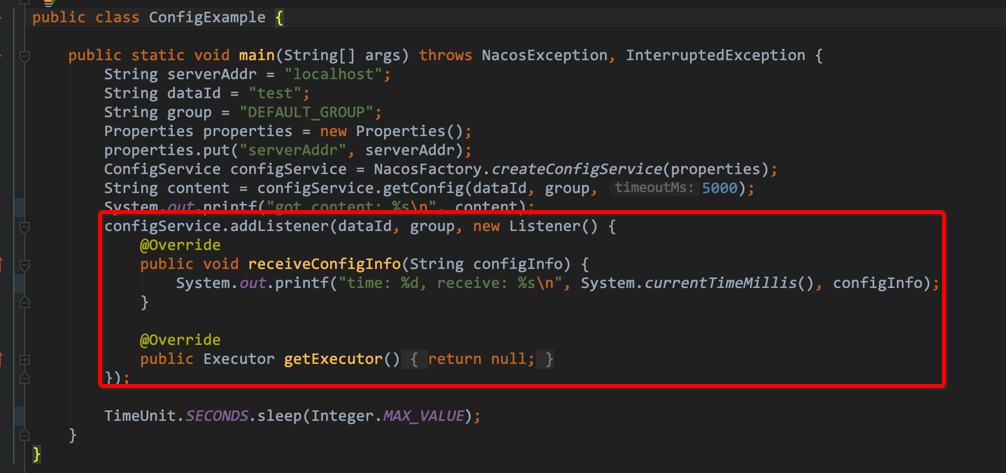 public class ConfigExample {
public static void main(String[] args) throws NacosException, InterruptedException {
String serverAddr = "localhost";
String dataId = "test";
String group = "DEFAULT_GROUP";
Properties properties = new Properties();
properties.put("serverAddr", serverAddr);
ConfigService configService = NacosFactory.createConfigService(properties);
String content = configService.getConfig(dataId, group, timeoutMs: 5000);
System.out.printf("got content: %s\n", content);
configService.addListener(dataId, group, new Listener() {
@Override
public void receiveConfigInfo(String configInfo) {
System.out.printf("time: %d, receive: %s\n", System.currentTimeMillis(), configInfo);
}
@Override
public Executor getExecutor() { return null; }
});
TimeUnit.SECONDS.sleep(Integer.MAX_VALUE);
}
}